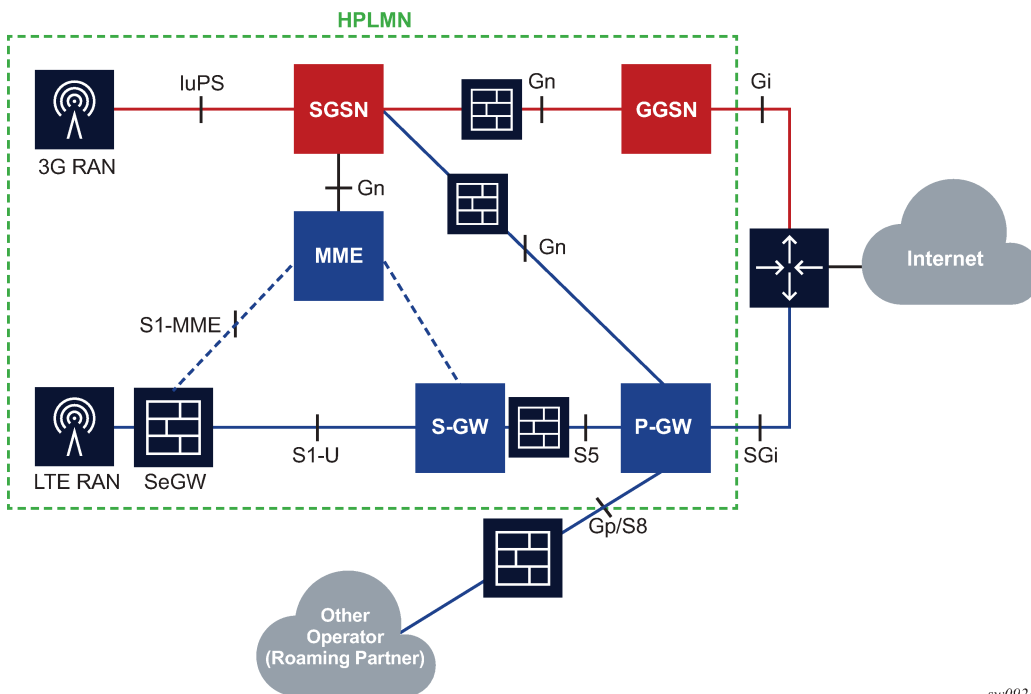 HPLMN
IuPS
SGSN
Gn
GGSN
Gi
3G RAN
Gn
MME
Gn
Internet
S1-MME
S-GW
P-GW
LTE RAN
SeGW
S1-U
S5
SGi
Gp/S8
Other
Operator
(Roaming Partner)